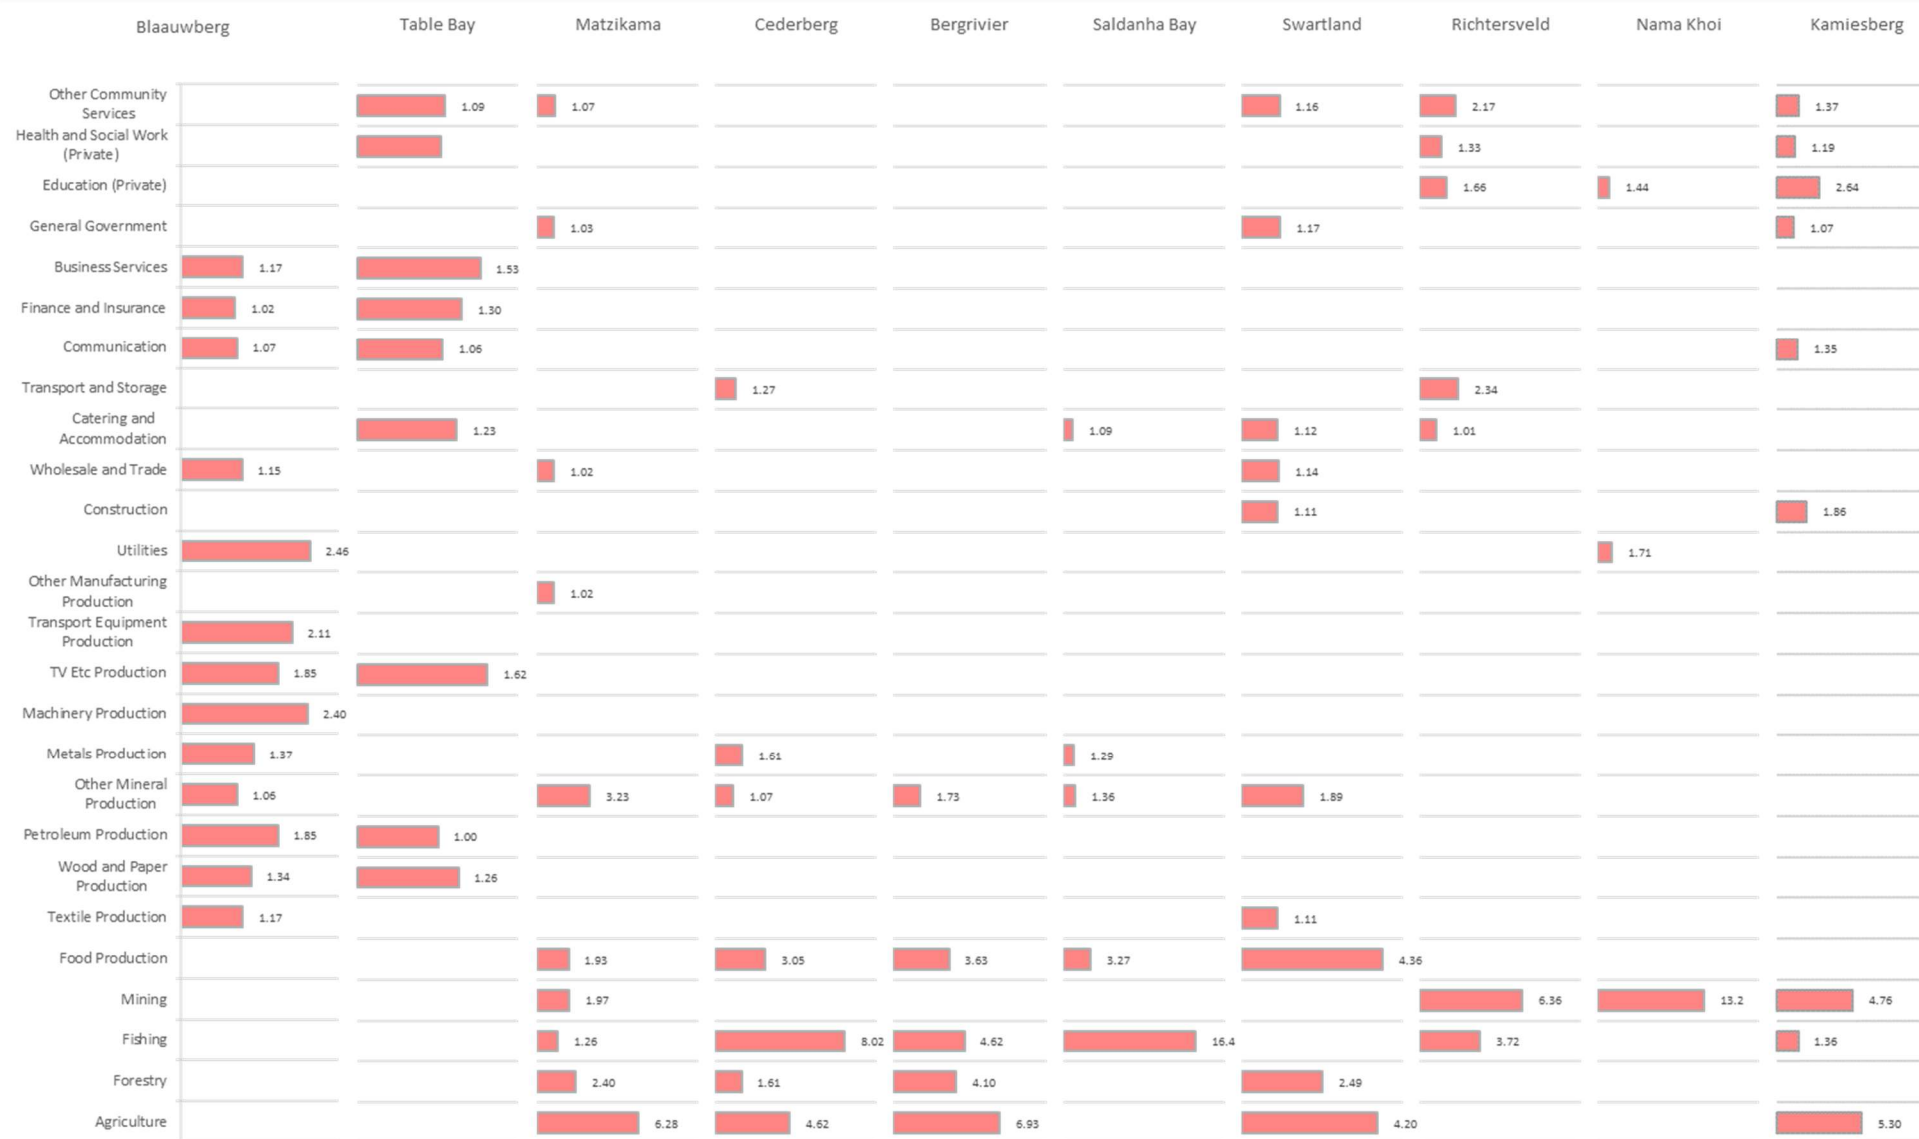 Blaauwberg Table Bay Matzikama Cederberg Bergrivier Saldanha Bay Swartland Richtersveld Nama Khoi Kamiesberg
Other Community
Services 1.09 1.07 1.16 2.17 1.37
Health and Social Work
(Private) 1.33 1.19
Education (Private) 1.66 1.44 2.64
General Government 1.03 1.17 1.07
Business Services 1.17 1.53
Finance and Insurance 1.02 1.30
Communication 1.07 1.06 1.35
Transport and Storage 1.27 2.34
Catering and
Accommodation 1.23 1.09 1.12 1.01
Wholesale and Trade 1.15 1.02 1.14
Construction 1.11 1.86
Utilities 2.46 1.71
Other Manufacturing
Production 1.02
Transport Equipment
Production 2.11
TV Etc Production 1.85 1.62
Machinery Production 2.40
Metals Production 1.37 1.61 1.29
Other Mineral
Production 1.06 3.23 1.07 1.73 1.36 1.89
Petroleum Production 1.85 1.00
Wood and Paper
Production 1.34 1.26
Textile Production 1.17 1.11
Food Production 1.93 3.05 3.63 3.27 4.36
Mining 1.97 6.36 13.2 4.76
Fishing 1.26 8.02 4.62 16.4 3.72 1.36
Forestry 2.40 1.61 4.10 2.49
Agriculture 6.28 4.62 6.93 4.20 5.30